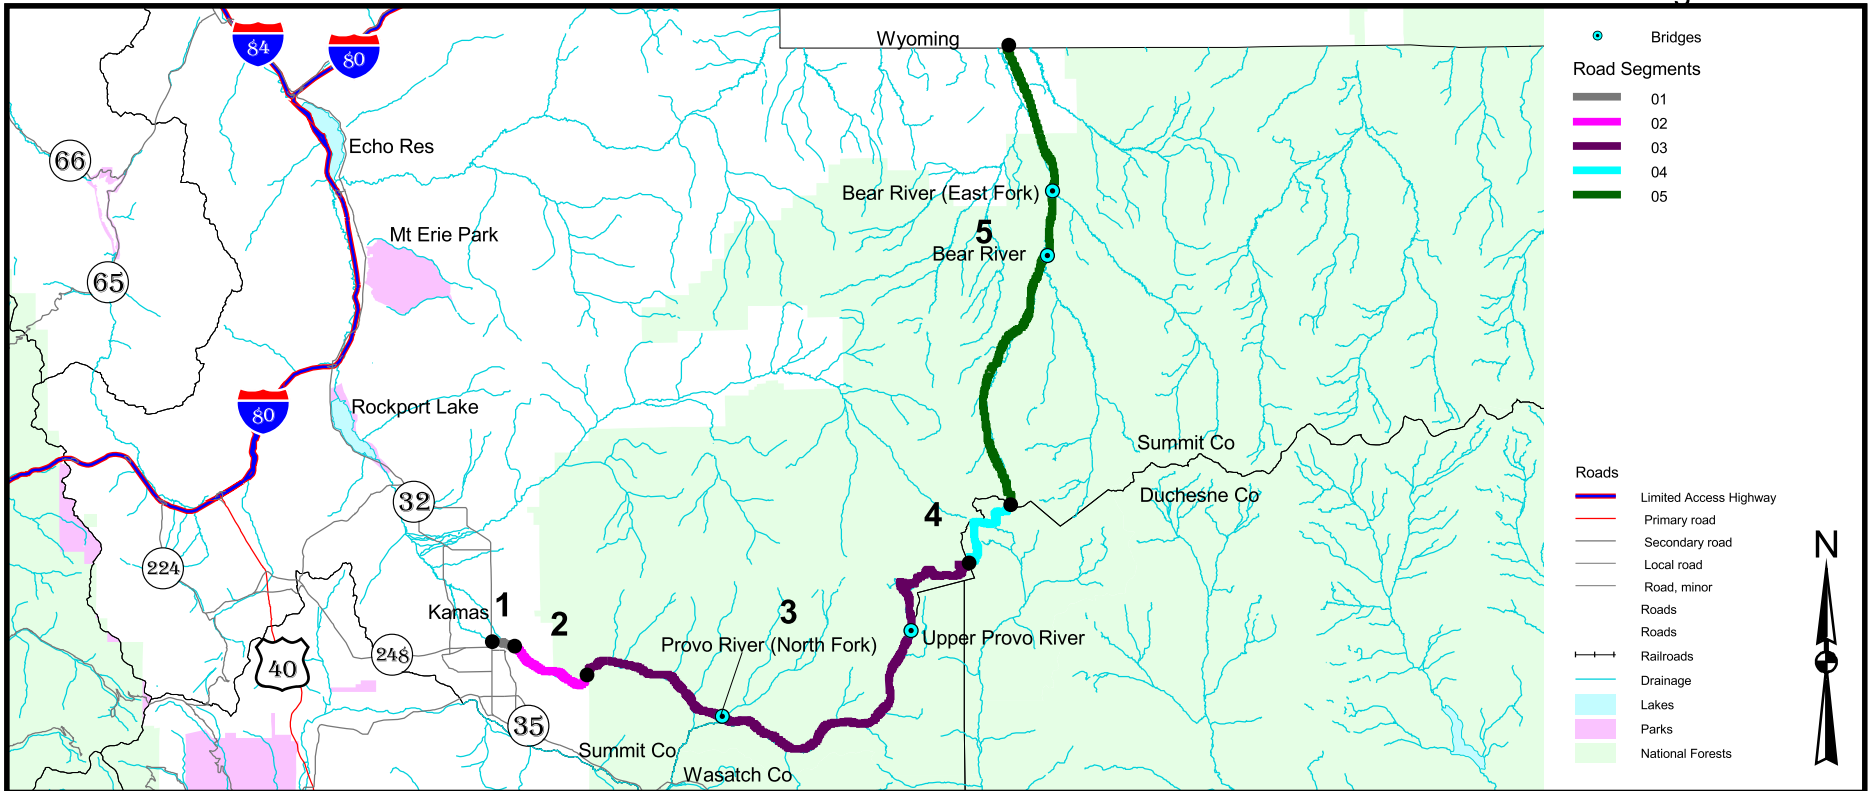 Wyoming
84
80
Echo Res
66
Bear River (East Fork)
5
Mt Erie Park
Bear River
65
80
Rockport Lake
Summit Co
32
Duchesne Co
4
224
Kamas
1
2
3
Provo River (North Fork)
Upper Provo River
248
40
35
Summit Co
Wasatch Co
Bridges
Road Segments
01
02
03
04
05
Roads
Limited Access Highway
Primary road
Secondary road
Local road
Road, minor
Roads
Roads
Railroads
Drainage
Lakes
Parks
National Forests
N